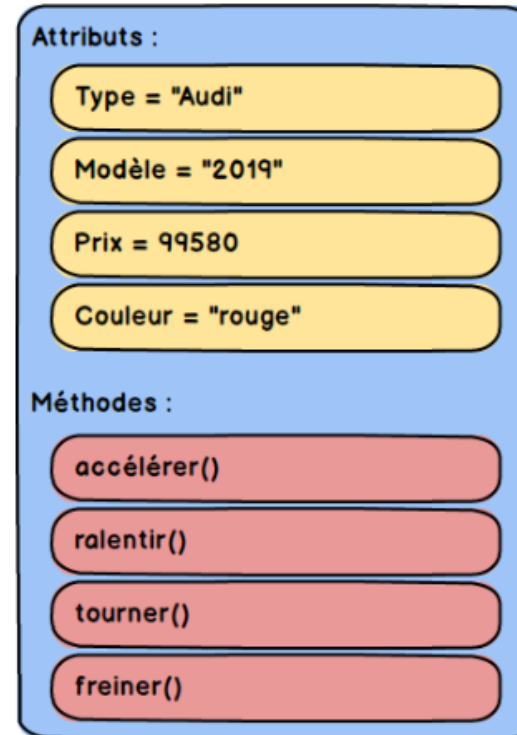 Attributs :
Type = "Audi"
Modèle = "2019"
Prix = 99580
Couleur = "rouge"
Méthodes :
accélérer()
ralentir()
tourner()
freiner()